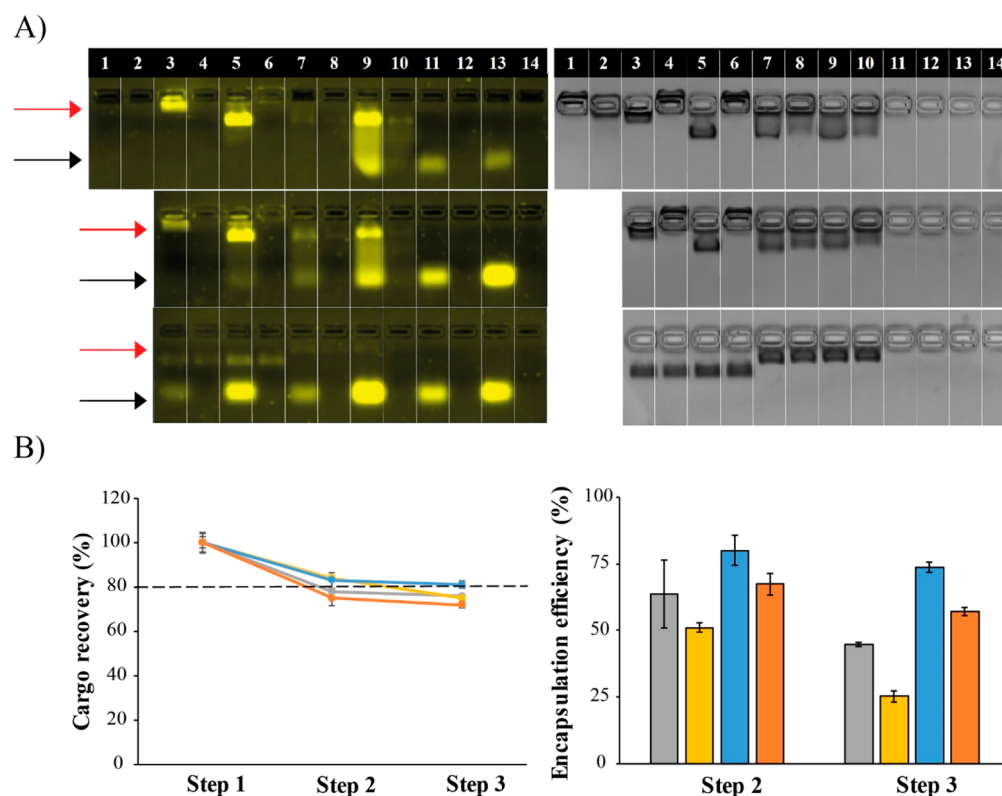 A)
1 2 3 4 5 6 7 8 9 10 11 12 13 14
1 2 3 4 5 6 7 8 9 10 11 12 13 14
B)
120
100
80
60
40
20
0
Cargo recovery (%)
Step 1 Step 2 Step 3
100
75
50
25
0
Encapsulation efficiency (%)
Step 2 Step 3